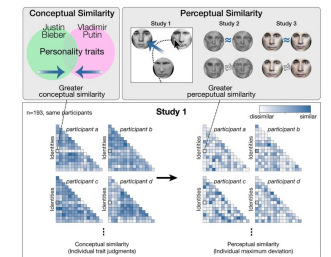 Conceptual Similarity
Justin Bieber
Vladimir Putin
Personality traits
Greater
conceptual similarity
Perceptual Similarity
Study 1
Study 2
Study 3
≈
≈
Greater
perceputual similarity
n=193, same participants
Study 1
dissimilar
similar
participant a
participant b
participant c
participant d
Identities
Identities
Identities
Identities
Conceptual similarity
(Individual trait judgments)
participant a
participant b
participant c
participant d
Identities
Identities
Identities
Identities
Perceptual similarity
(Individual maximum deviation)